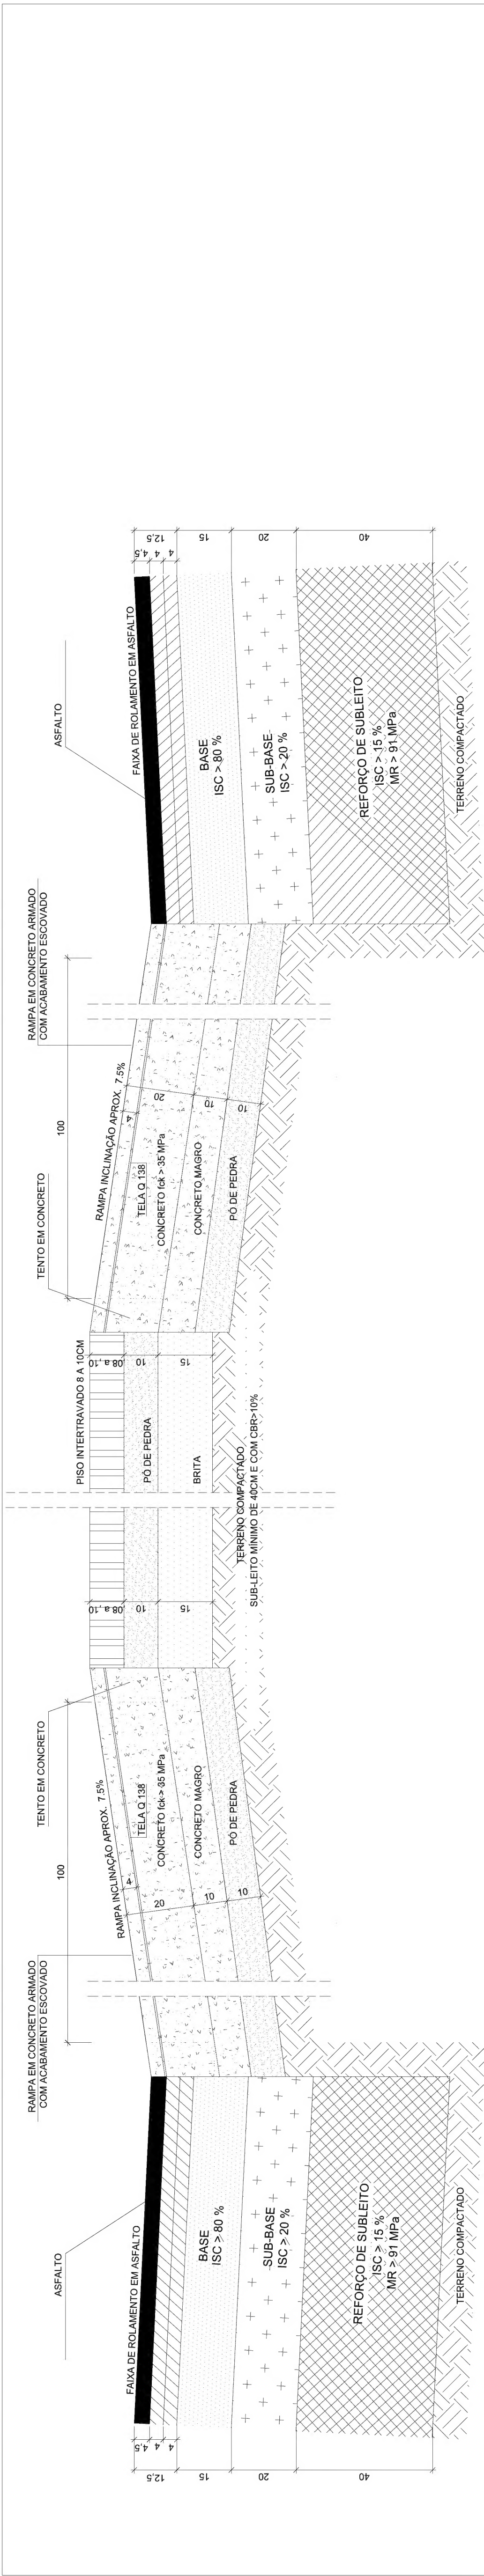 ASFALTO
FAIXA DE ROLAMENTO EM ASFALTO
4,5
4
4
12,5
15
20
40
BASE
ISC > 80 %
SUB-BASE
ISC > 20 %
REFORÇO DE SUBLEITO
ISC > 15 %
MR > 91 MPa
TERRENO COMPACTADO
RAMPA EM CONCRETO ARMADO
COM ACABAMENTO ESCOVADO
100
TENTO EM CONCRETO
RAMPA INCLINAÇÃO APROX. 7.5%
4
20
10
10
TELA Q 138
CONCRETO fck > 35 MPa
CONCRETO MAGRO
PÓ DE PEDRA
08 a ,10
10
15
PISO INTERTRAVADO 8 A 10CM
PÓ DE PEDRA
BRITA
TERRENO COMPACTADO
SUB-LEITO MÍNIMO DE 40CM E COM CBR>10%
08 a ,10
10
15
TENTO EM CONCRETO
100
RAMPA EM CONCRETO ARMADO
COM ACABAMENTO ESCOVADO
RAMPA INCLINAÇÃO APROX. 7.5%
4
20
10
10
TELA Q 138
CONCRETO fck > 35 MPa
CONCRETO MAGRO
PÓ DE PEDRA
ASFALTO
FAIXA DE ROLAMENTO EM ASFALTO
BASE
ISC > 80 %
SUB-BASE
ISC > 20 %
REFORÇO DE SUBLEITO
ISC > 15 %
MR > 91 MPa
TERRENO COMPACTADO
4,5
4
4
12,5
15
20
40